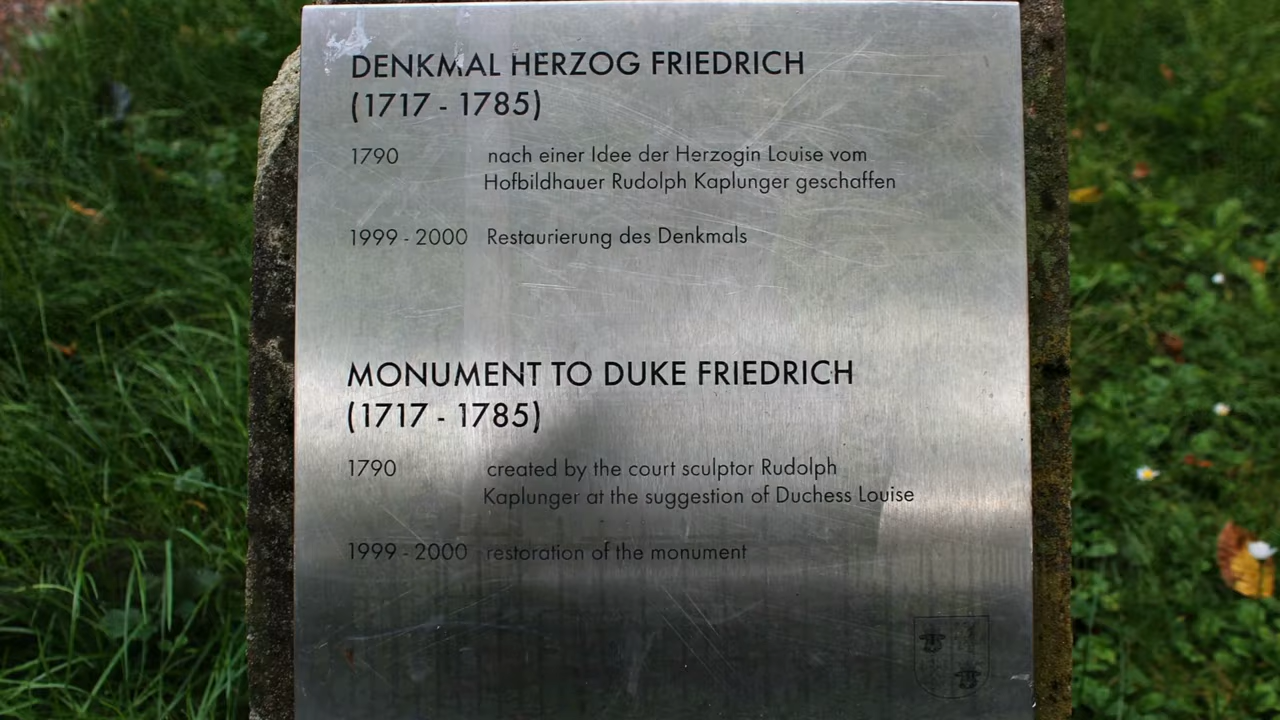 DENKMAL HERZOG FRIEDRICH
(1717 - 1785)
1790 nach einer Idee der Herzogin Louise vom
Hofbildhauer Rudolph Kaplunger geschaffen
1999 - 2000 Restaurierung des Denkmals
MONUMENT TO DUKE FRIEDRICH
(1717 - 1785)
1790 created by the court sculptor Rudolph
Kaplunger at the suggestion of Duchess Louise
1999 - 2000 restoration of the monument